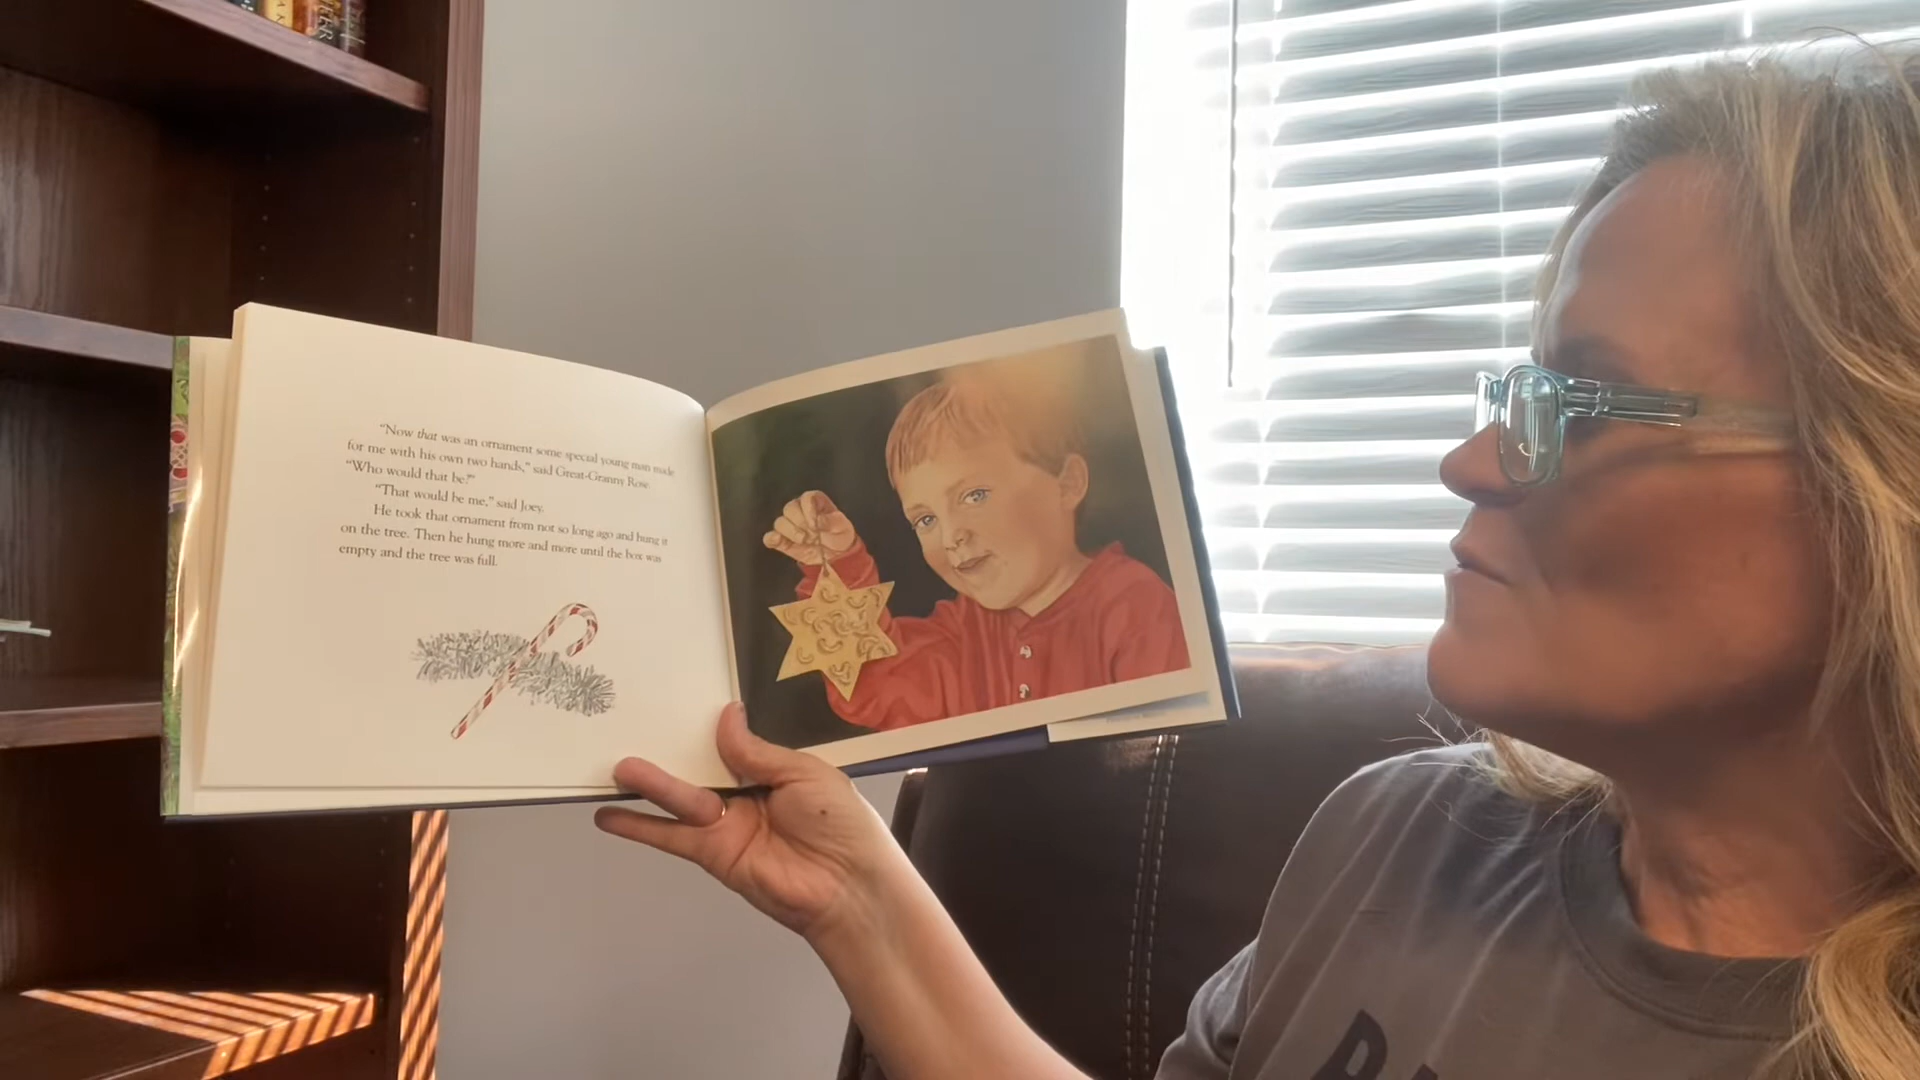 "Now that was an ornament some special young man made
for me with his own two hands," said Great-Granny Rose.
"Who would that be?"
"That would be me," said Joey.
He took that ornament from not so long ago and hung it
on the tree. Then he hung more and more until the box was
empty and the tree was full.